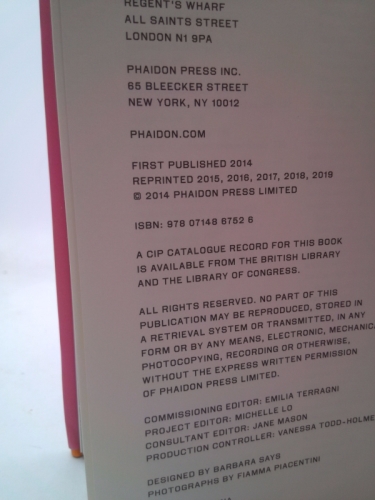 REGENT'S WHARF
ALL SAINTS STREET
LONDON N1 9PA
PHAIDON PRESS INC.
65 BLEECKER STREET
NEW YORK, NY 10012
PHAIDON.COM
FIRST PUBLISHED 2014
REPRINTED 2015, 2016, 2017, 2018, 2019
© 2014 PHAIDON PRESS LIMITED
ISBN: 978 07148 6752 6
A CIP CATALOGUE RECORD FOR THIS BOOK
IS AVAILABLE FROM THE BRITISH LIBRARY
AND THE LIBRARY OF CONGRESS.
ALL RIGHTS RESERVED. NO PART OF THIS
PUBLICATION MAY BE REPRODUCED, STORED IN
A RETRIEVAL SYSTEM OR TRANSMITTED, IN ANY
FORM OR BY ANY MEANS, ELECTRONIC, MECHANICA
PHOTOCOPYING, RECORDING OR OTHERWISE,
WITHOUT THE EXPRESS WRITTEN PERMISSION
OF PHAIDON PRESS LIMITED.
COMMISSIONING EDITOR: EMILIA TERRAGNI
PROJECT EDITOR: MICHELLE LO
CONSULTANT EDITOR: JANE MASON
PRODUCTION CONTROLLER: VANESSA TODD-HOLME
DESIGNED BY BARBARA SAYS
PHOTOGRAPHS BY FIAMMA PIACENTINI